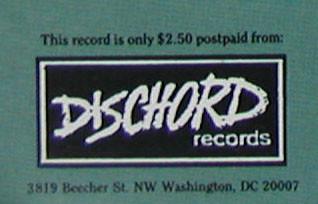 This record is only $2.50 postpaid from:
DISCHORD
records
3819 Beecher St. NW Washington, DC 20007